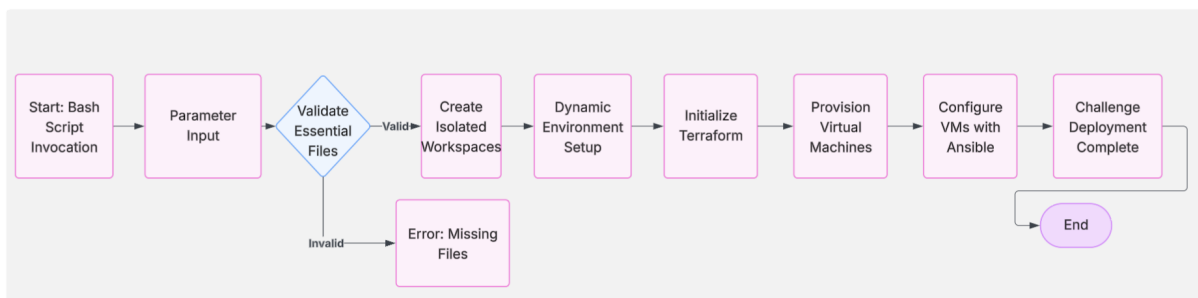 Start: Bash
Script
Invocation
Parameter
Input
Validate
Essential
Files
Valid
Create
Isolated
Workspaces
Dynamic
Environment
Setup
Initialize
Terraform
Provision
Virtual
Machines
Configure
VMs with
Ansible
Challenge
Deployment
Complete
Invalid
Error: Missing
Files
End